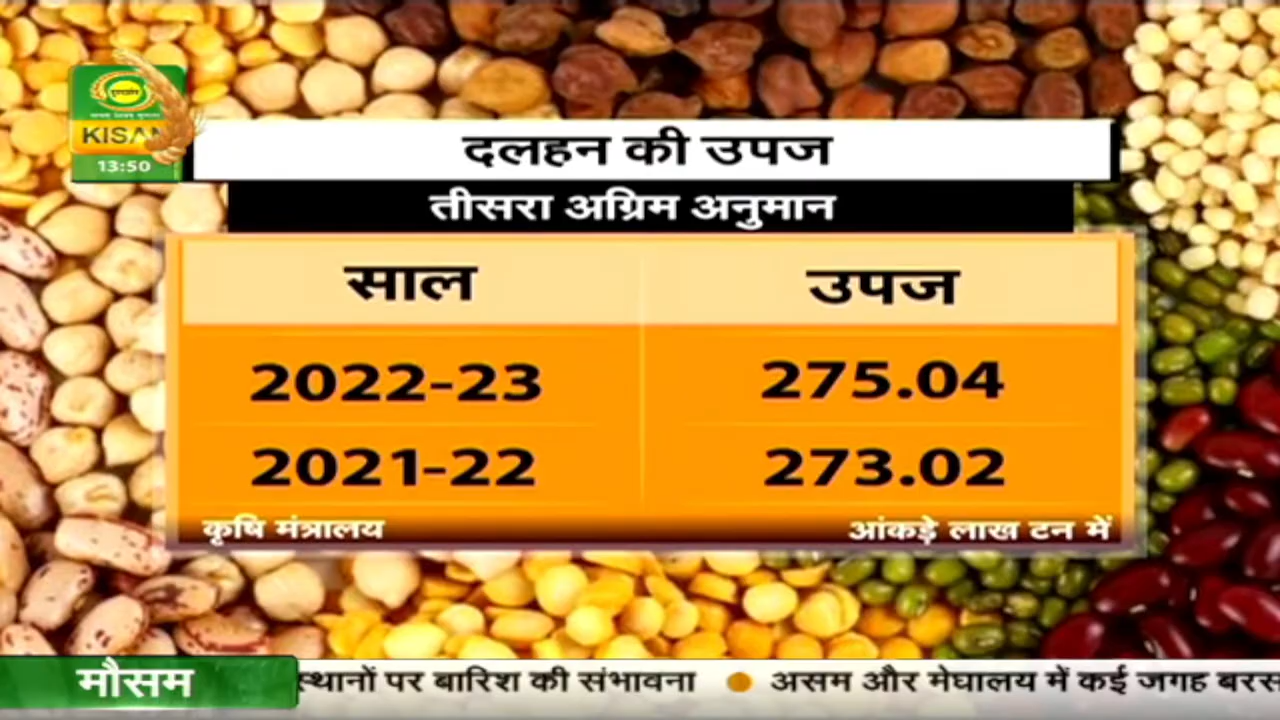 KISAN
13:50
दलहन की उपज
तीसरा अग्रिम अनुमान
साल उपज
2022-23 275.04
2021-22 273.02
कृषि मंत्रालय आंकड़े लाख टन में
मौसम स्थानों पर बारिश की संभावना ● असम और मेघालय में कई जगह बरस